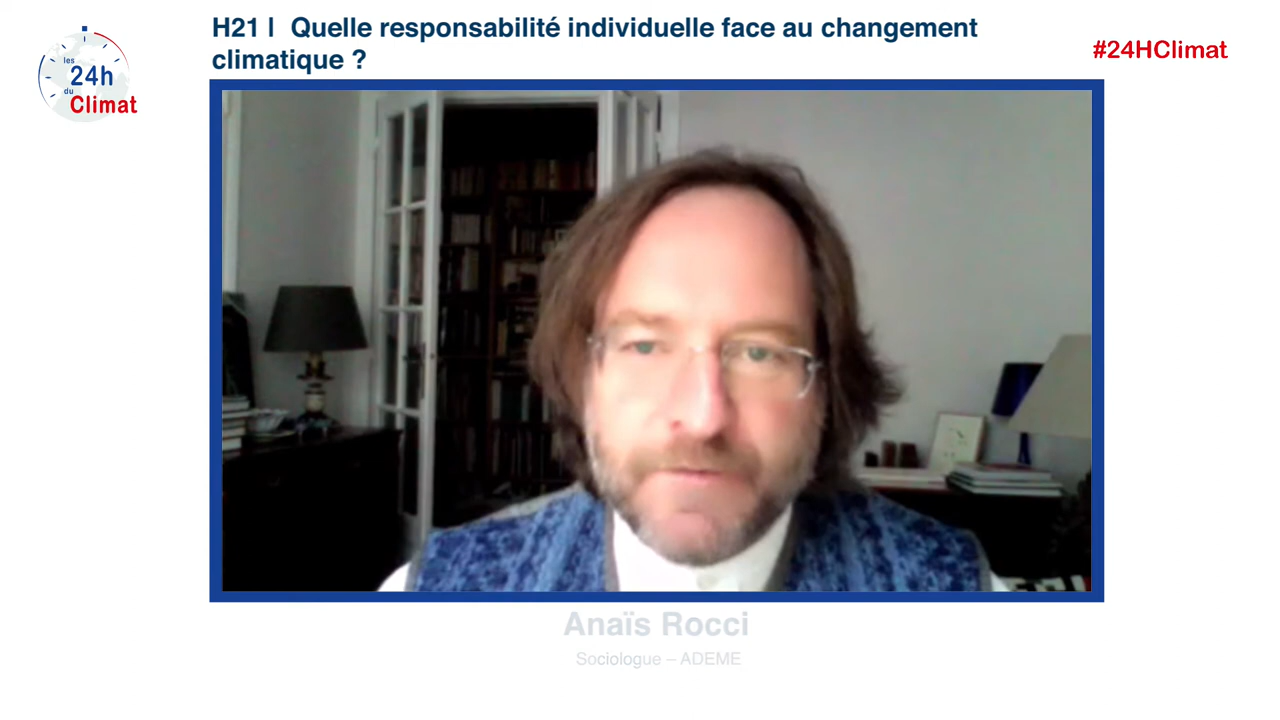 H21 I  Quelle responsabilité individuelle face au changement
climatique ?
#24HClimat
les
24h
du
Climat
Anaïs Rocci
Sociologue – ADEME